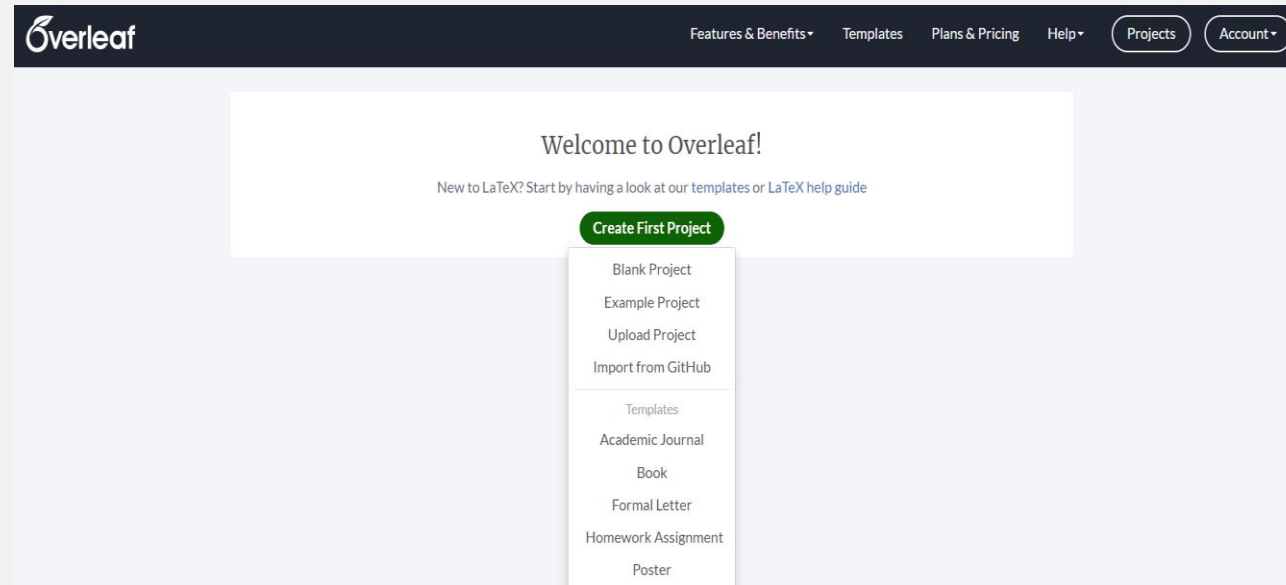 Overleaf
Features & Benefits Templates Plans & Pricing Help Projects Account
Welcome to Overleaf!
New to LaTeX? Start by having a look at our templates or LaTeX help guide
Create First Project
Blank Project
Example Project
Upload Project
Import from GitHub
Templates
Academic Journal
Book
Formal Letter
Homework Assignment
Poster